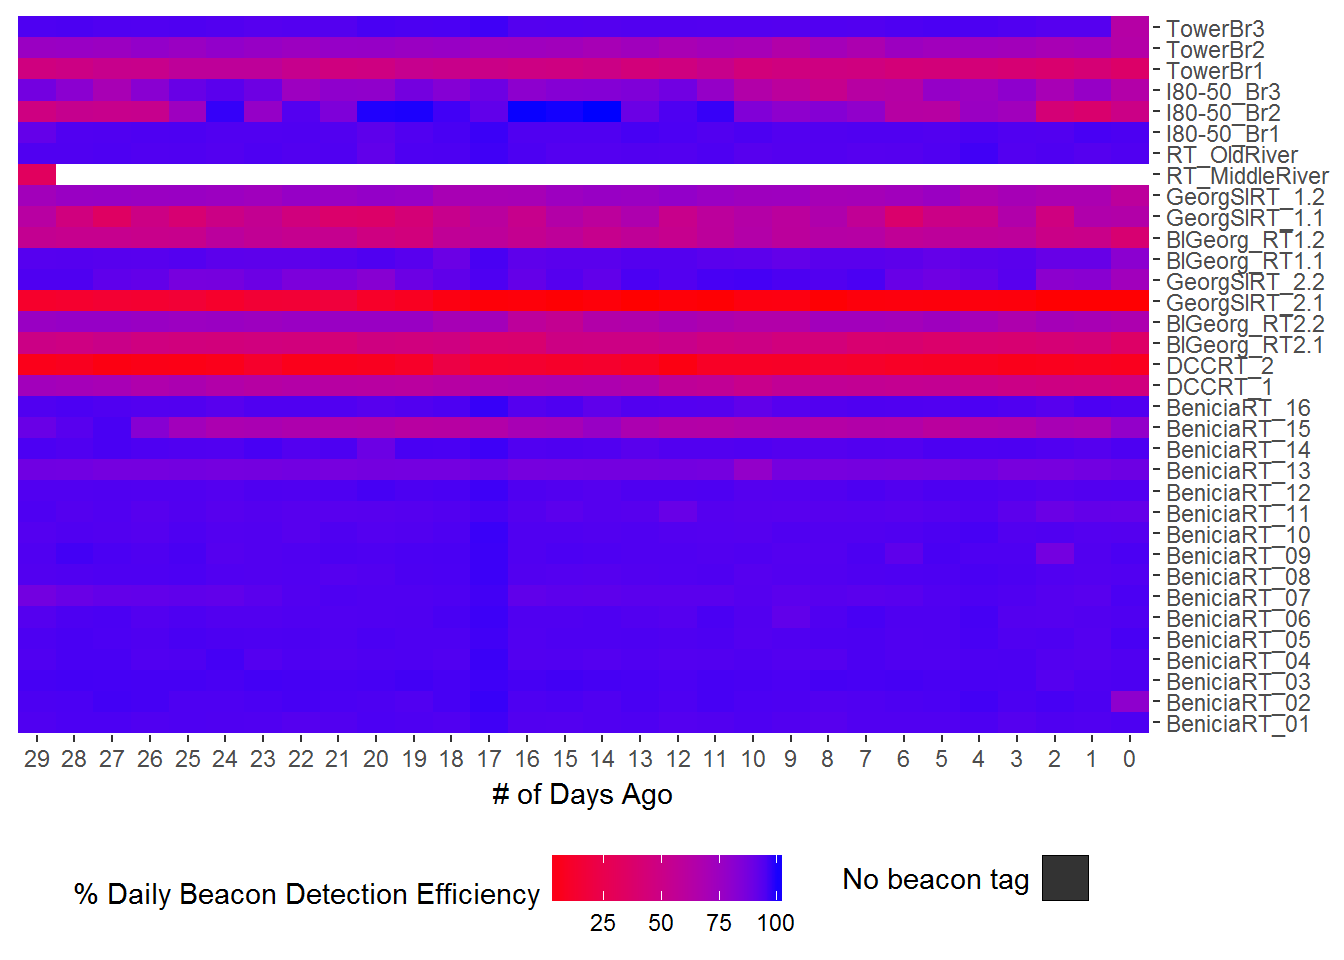 TowerBr3
TowerBr2
TowerBr1
I80-50_Br3
I80-50_Br2
I80-50_Br1
RT_OldRiver
RT_MiddleRiver
GeorgSlRT_1.2
GeorgSlRT_1.1
BlGeorg_RT1.2
BlGeorg_RT1.1
GeorgSlRT_2.2
GeorgSlRT_2.1
BlGeorg_RT2.2
BlGeorg_RT2.1
DCCRT_2
DCCRT_1
BeniciaRT_16
BeniciaRT_15
BeniciaRT_14
BeniciaRT_13
BeniciaRT_12
BeniciaRT_11
BeniciaRT_10
BeniciaRT_09
BeniciaRT_08
BeniciaRT_07
BeniciaRT_06
BeniciaRT_05
BeniciaRT_04
BeniciaRT_03
BeniciaRT_02
BeniciaRT_01
29 28 27 26 25 24 23 22 21 20 19 18 17 16 15 14 13 12 11 10 9 8 7 6 5 4 3 2 1 0
# of Days Ago
% Daily Beacon Detection Efficiency
25 50 75 100
No beacon tag